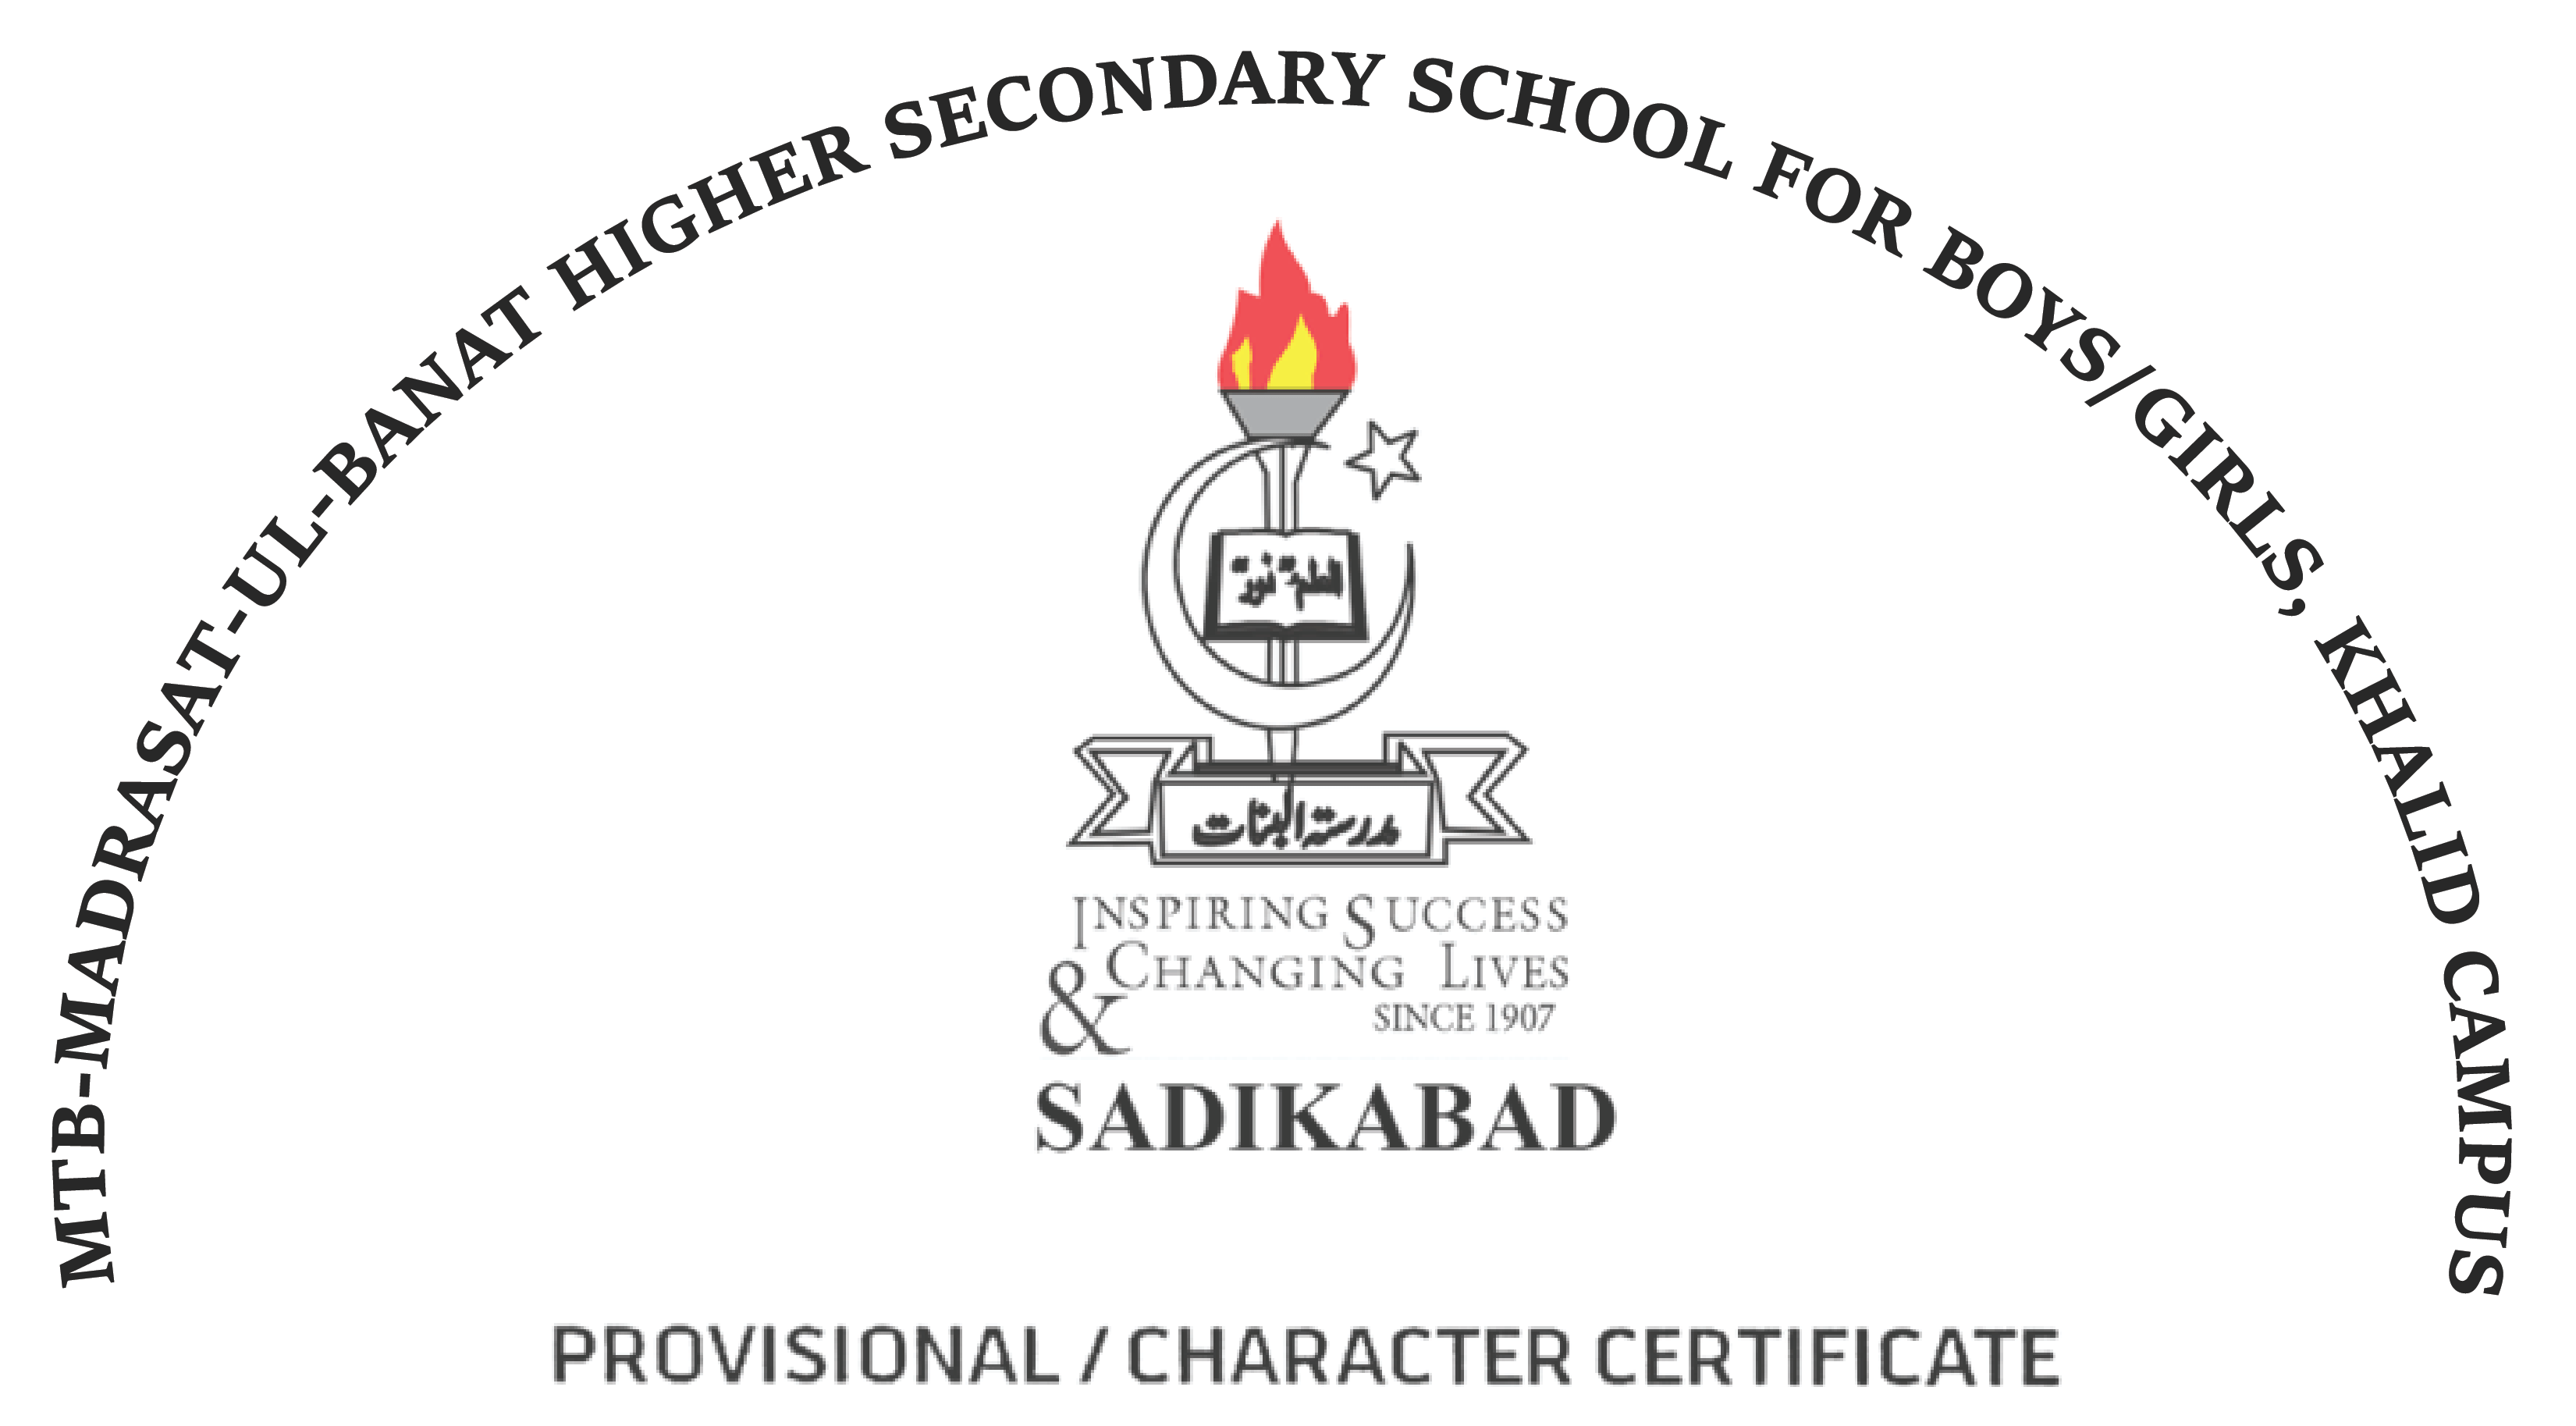 MTB-MADRASAT-UL-BANAT HIGHER SECONDARY SCHOOL FOR BOYS/GIRLS, KHALID CAMPUS
العلم نور
مدرستہ البنات
INSPIRING SUCCESS
& CHANGING LIVES
SINCE 1907
SADIKABAD
PROVISIONAL / CHARACTER CERTIFICATE